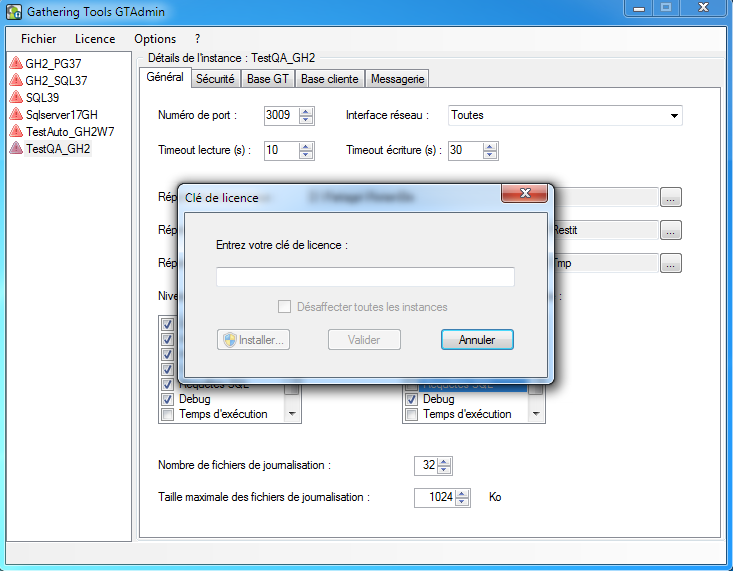 Gathering Tools GTAdmin
Fichier Licence Options ?
GH2_PG37
GH2_SQL37
SQL39
Sqlserver17GH
TestAuto_GH2W7
TestQA_GH2
Détails de l'instance : TestQA_GH2
Général Sécurité Base GT Base cliente Messagerie
Numéro de port : 3009 Interface réseau : Toutes
Timeout lecture (s) : 10 Timeout écriture (s) : 30
Clé de licence
Entrez votre clé de licence :
Désaffecter toutes les instances
Installer... Valider Annuler
Rép
...
Rép
Restit ...
Rép
Tmp ...
Nive
:
Requêtes SQL
Debug
Temps d'exécution
Requêtes SQL
Debug
Temps d'exécution
Nombre de fichiers de journalisation : 32
Taille maximale des fichiers de journalisation : 1024 Ko